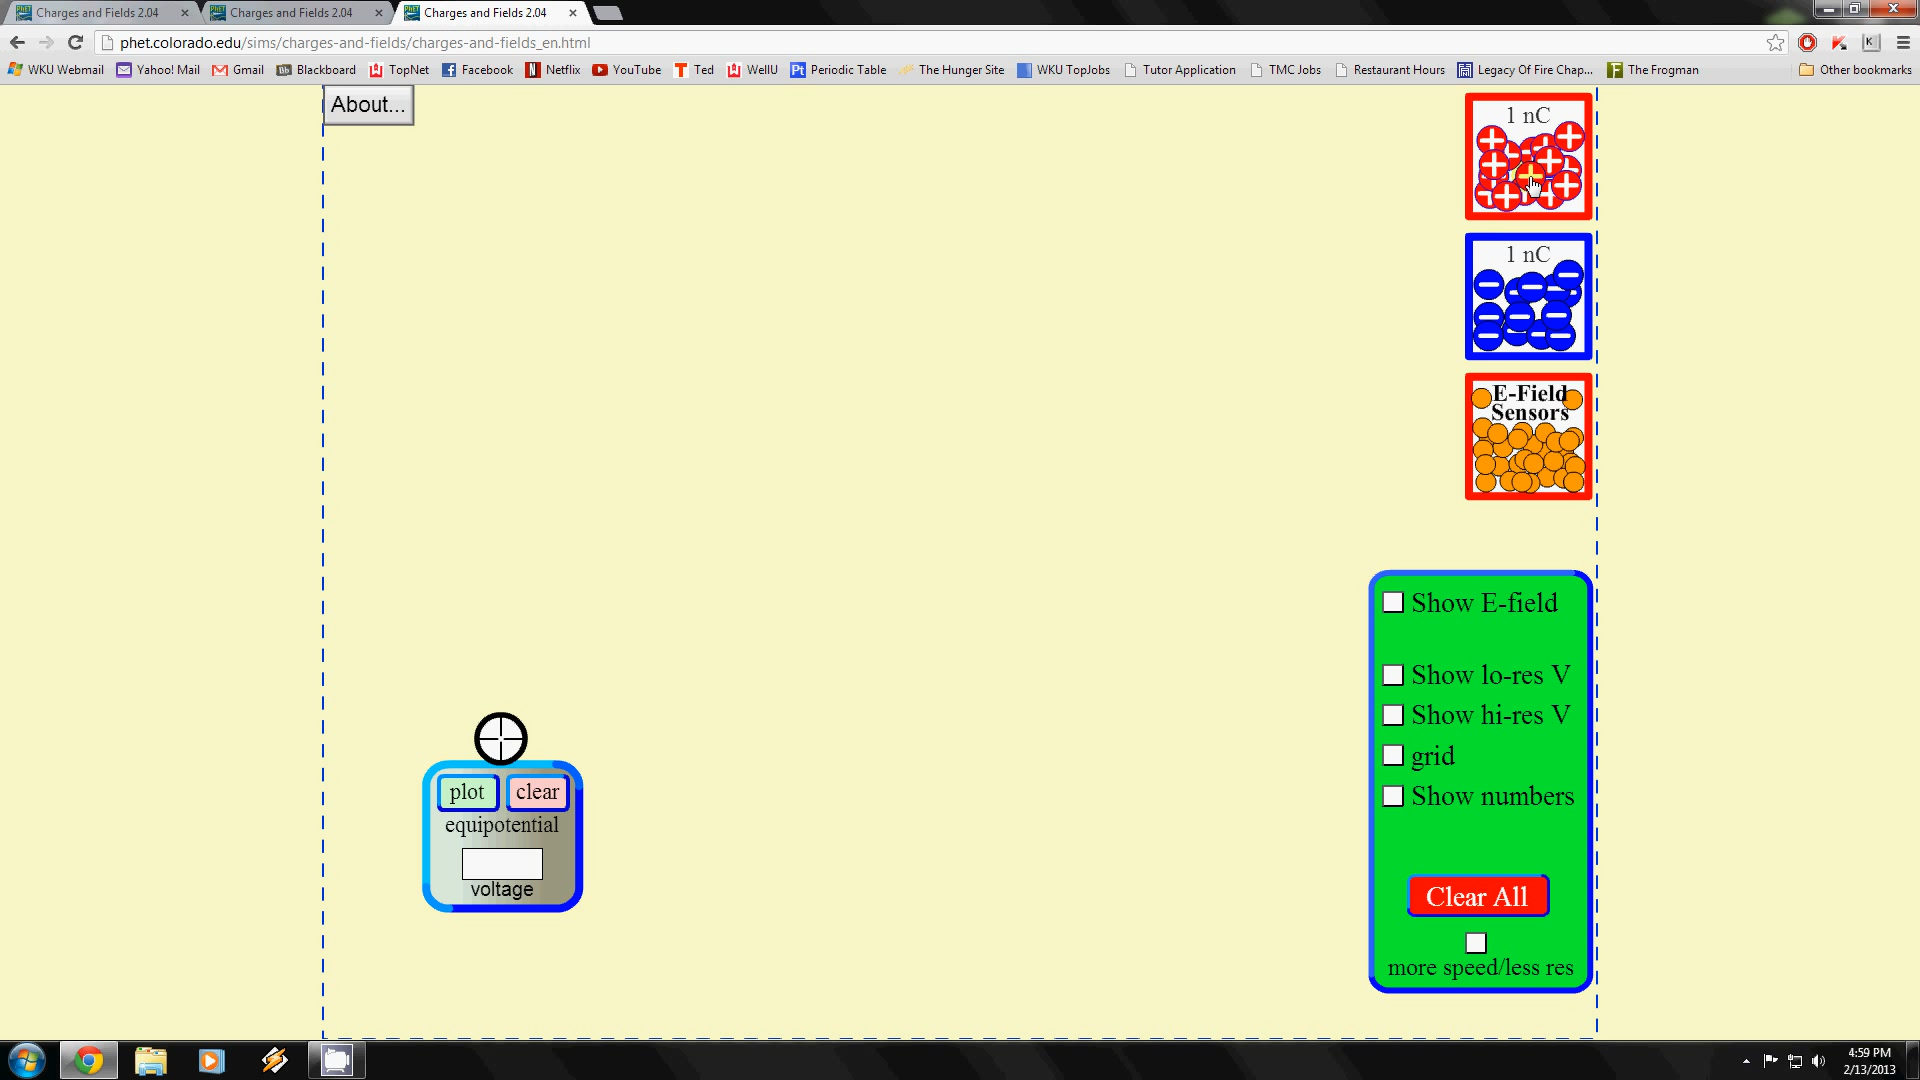 Charges and Fields 2.04
Charges and Fields 2.04
Charges and Fields 2.04
phet.colorado.edu/sims/charges-and-fields/charges-and-fields_en.html
WKU Webmail Yahoo! Mail Gmail Blackboard TopNet Facebook Netflix YouTube Ted WellU Periodic Table The Hunger Site WKU TopJobs Tutor Application TMC Jobs Restaurant Hours Legacy Of Fire Chap... The Frogman Other bookmarks
About...
1 nC
1 nC
E-Field
Sensors
Show E-field
Show lo-res V
Show hi-res V
grid
Show numbers
Clear All
more speed/less res
plot clear
equipotential
voltage
4:59 PM
2/13/2013